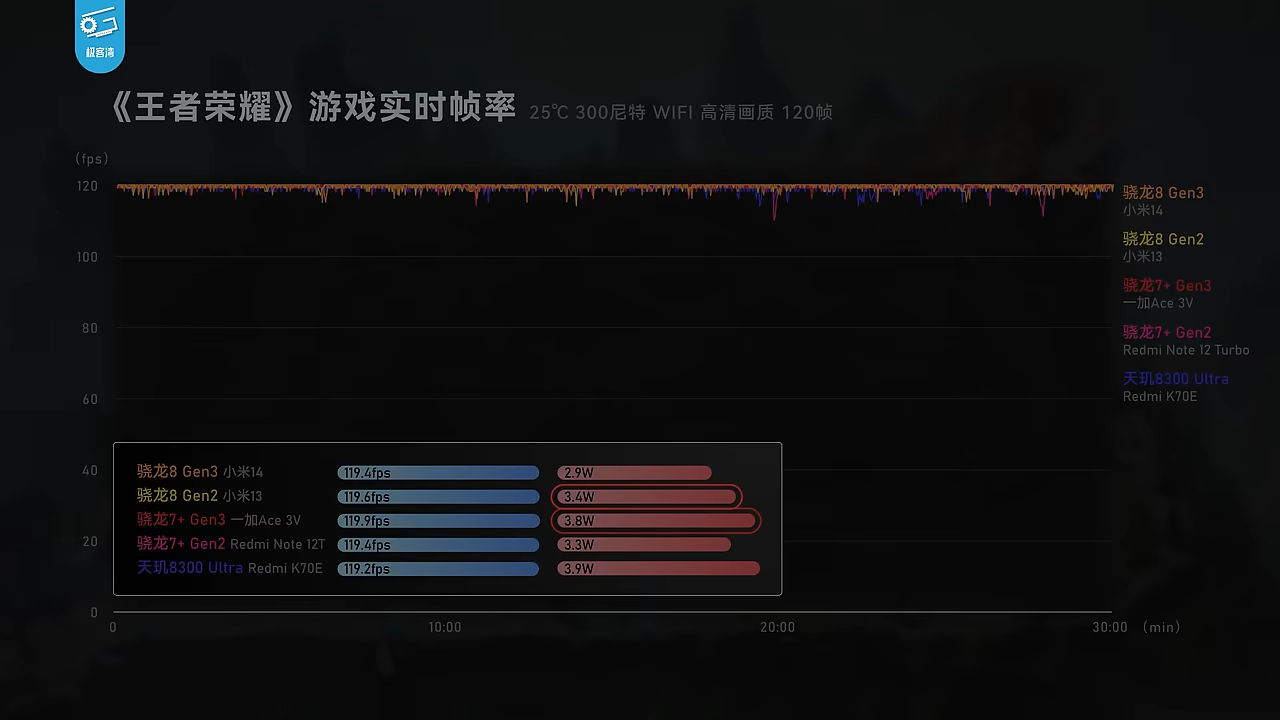 极客湾
《王者荣耀》游戏实时帧率 25℃ 300尼特 WIFI 高清画质 120帧
(fps)
120
100
80
60
40
20
0
骁龙8 Gen3
小米14
骁龙8 Gen2
小米13
骁龙7+ Gen3
一加Ace 3V
骁龙7+ Gen2
Redmi Note 12 Turbo
天玑8300 Ultra
Redmi K70E
骁龙8 Gen3 小米14 119.4fps 2.9W
骁龙8 Gen2 小米13 119.6fps 3.4W
骁龙7+ Gen3 一加Ace 3V 119.9fps 3.8W
骁龙7+ Gen2 Redmi Note 12T 119.4fps 3.3W
天玑8300 Ultra Redmi K70E 119.2fps 3.9W
0 10:00 20:00 30:00 (min)